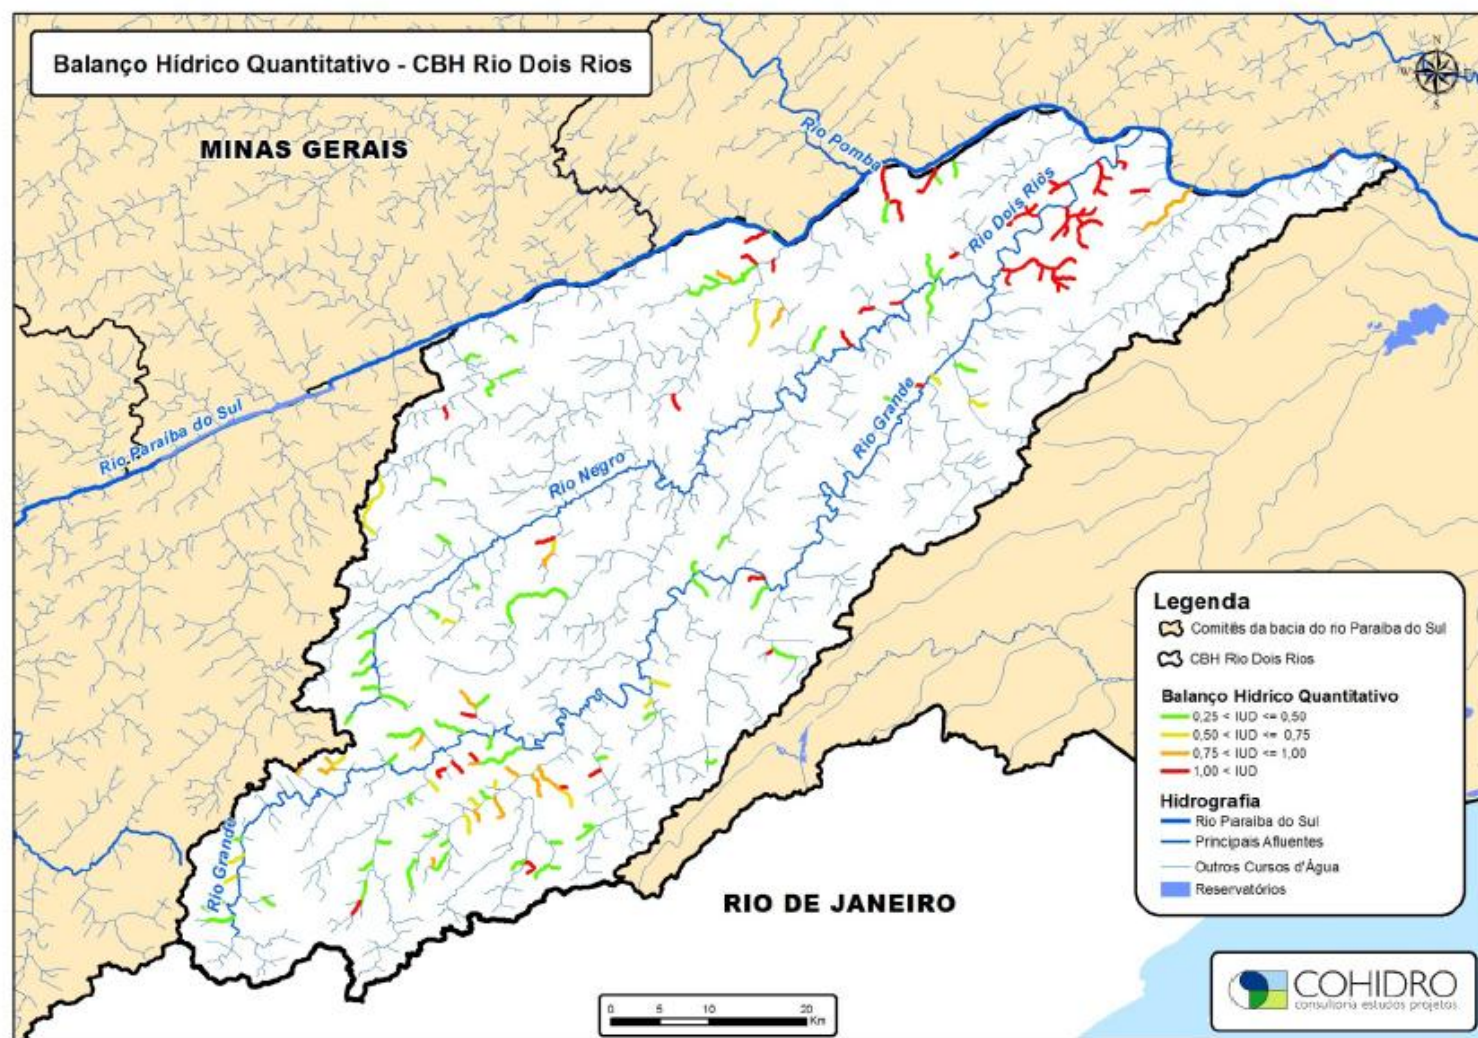 Balanço Hídrico Quantitativo - CBH Rio Dois Rios
MINAS GERAIS
Rio Pomba
N
W
S
Rio Dois Rios
Rio Paraíba do Sul
Rio Grande
Rio Negro
Rio Grande
RIO DE JANEIRO
Legenda
Comitês da bacia do rio Paraíba do Sul
CBH Rio Dois Rios
Balanço Hídrico Quantitativo
0,25 < IUD <= 0,50
0,50 < IUD <= 0,75
0,75 < IUD <= 1,00
1,00 < IUD
Hidrografia
Rio Paraíba do Sul
Principais Afluentes
Outros Cursos d'Água
Reservatórios
0 5 10 20
Km
COHIDRO
consultoria estudos projetos